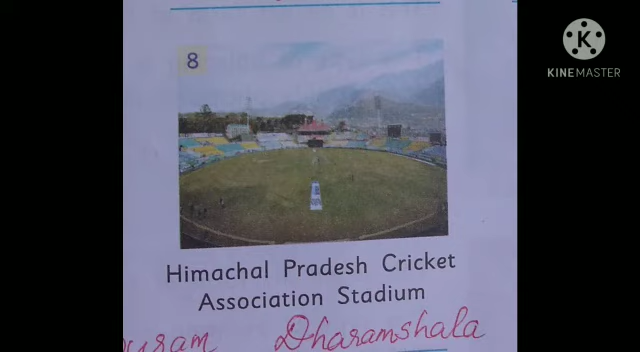 8
K
KINEMASTER
Himachal Pradesh Cricket
Association Stadium
Dharamshala